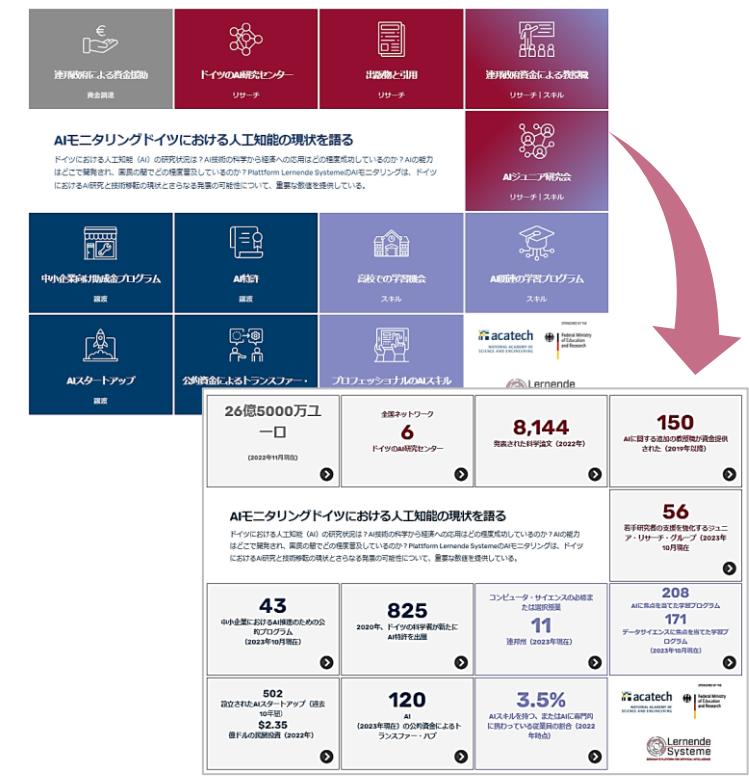 連邦政府による資金援助
資金調達
ドイツのAI研究センター
リサーチ
出版物と引用
リサーチ
連邦政府資金による教授職
リサーチ | スキル
AIモニタリングドイツにおける人工知能の現状を語る
ドイツにおける人工知能（AI）の研究状況は？AI技術の科学から経済への応用はどの程度成功しているのか？AIの能力
はどこで開発され、国民の間でどの程度普及しているのか？Plattform Lernende SystemeのAIモニタリングは、ドイツ
におけるAI研究と技術移転の現状とさらなる発展の可能性について、重要な数値を提供している。
AIジュニア研究会
リサーチ | スキル
中小企業向け助成金プログラム
譲渡
AI特許
譲渡
高校での学習機会
スキル
AI関連の学習プログラム
スキル
AIスタートアップ
譲渡
公的資金によるトランスファー・
プロフェッショナルのAIスキル
SPONSORED BY THE
acatech
NATIONAL ACADEMY OF
SCIENCE AND ENGINEERING
Federal Ministry
of Education
and Research
Lernende
26億5000万ユ
ーロ
(2022年11月現在)
全国ネットワーク
6
ドイツのAI研究センター
8,144
発表された科学論文（2022年）
150
AIに関する追加の教授職が資金提供
された（2019年以降）
AIモニタリングドイツにおける人工知能の現状を語る
ドイツにおける人工知能（AI）の研究状況は？AI技術の科学から経済への応用はどの程度成功しているのか？AIの能力
はどこで開発され、国民の間でどの程度普及しているのか？Plattform Lernende SystemeのAIモニタリングは、ドイツ
におけるAI研究と技術移転の現状とさらなる発展の可能性について、重要な数値を提供している。
56
若手研究者の支援を強化するジュニ
ア・リサーチ・グループ（2023年
10月現在
43
中小企業におけるAI推進のための公
的プログラム
（2023年10月現在）
825
2020年、ドイツの科学者が新たに
AI特許を出願
コンピュータ・サイエンスの必修ま
たは選択授業
11
連邦州（2023年現在）
208
AIに焦点を当てた学習プログラム
171
データサイエンスに焦点を当てた学習プ
ログラム
（2023年10月現在）
502
設立されたAIスタートアップ（過去
10年間）
$2.35
億ドルの民間投資（2022年）
120
AI
（2023年現在）の公的資金によるト
ランスファー・ハブ
3.5%
AIスキルを持つ、またはAIに専門的
に携わっている従業員の割合（2022
年時点）
SPONSORED BY THE
acatech
NATIONAL ACADEMY OF
SCIENCE AND ENGINEERING
Federal Ministry
of Education
and Research
Lernende
Systeme